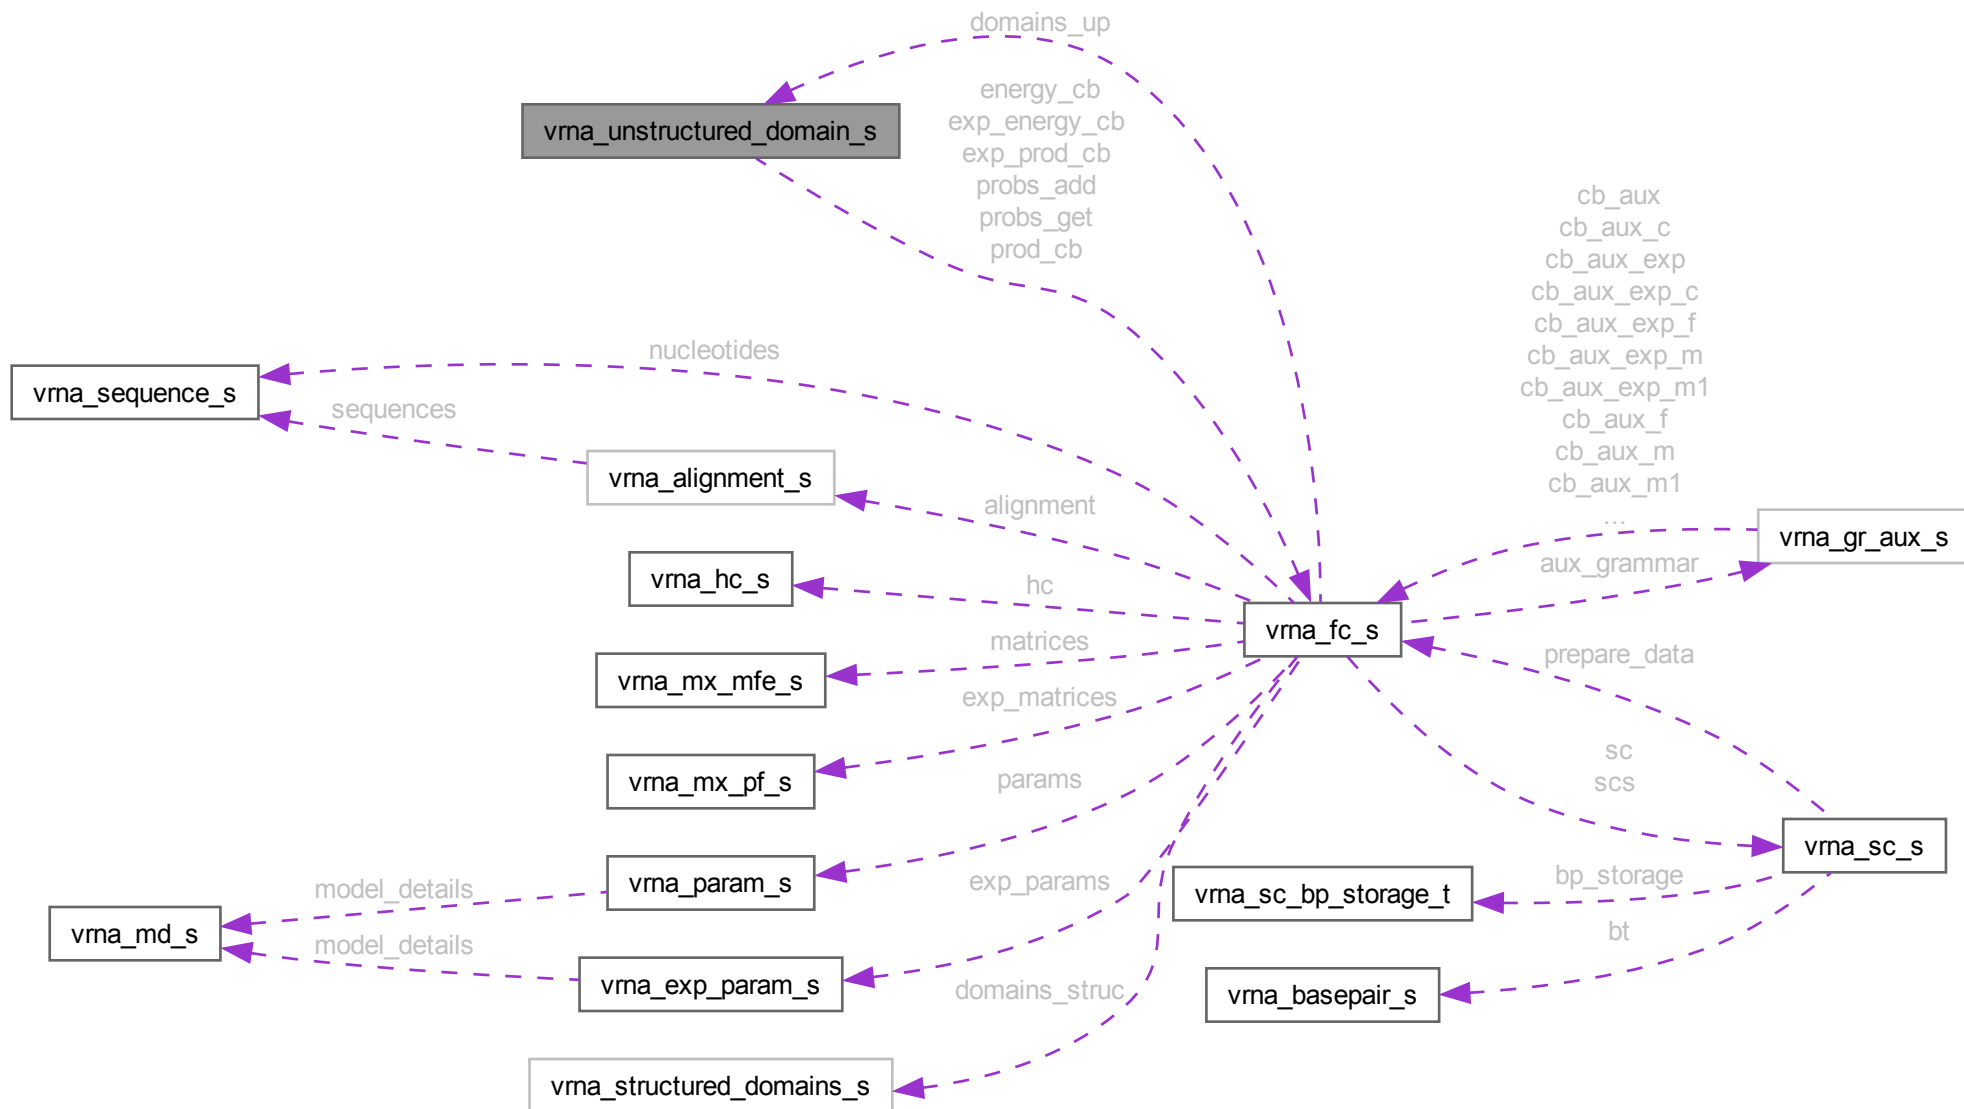 domains_up
energy_cb
exp_energy_cb
exp_prod_cb
probs_add
probs_get
prod_cb
vrna_unstructured_domain_s
cb_aux
cb_aux_c
cb_aux_exp
cb_aux_exp_c
cb_aux_exp_f
cb_aux_exp_m
cb_aux_exp_m1
cb_aux_f
cb_aux_m
cb_aux_m1
...
nucleotides
vrna_sequence_s
sequences
vrna_alignment_s
alignment
vrna_gr_aux_s
aux_grammar
vrna_hc_s
hc
vrna_fc_s
matrices
vrna_mx_mfe_s
prepare_data
exp_matrices
vrna_mx_pf_s
params
sc
scs
vrna_sc_s
vrna_param_s
exp_params
model_details
vrna_sc_bp_storage_t
bp_storage
vrna_md_s
model_details
bt
vrna_exp_param_s
domains_struc
vrna_basepair_s
vrna_structured_domains_s